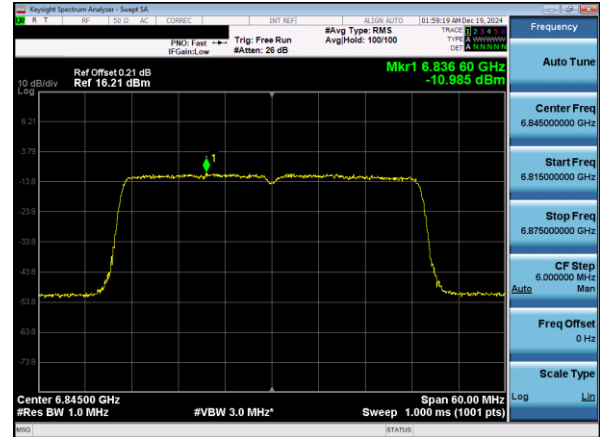 Keysight Spectrum Analyzer - Swept SA
R T RF 50 Ω AC CORREC INT REF ALIGN AUTO 01:59:19 AM Dec 19, 2024
PNO: Fast
IFGain:Low
Trig: Free Run
#Atten: 26 dB
#Avg Type: RMS
Avg|Hold: 100/100
TRACE 1 2 3 4 5 6
TYPE A WWWWW
DET A N N N N N
Ref Offset 0.21 dB
10 dB/div Ref 16.21 dBm
Log
Mkr1 6.836 60 GHz
-10.985 dBm
6.21
-3.79
-13.8
-23.8
-33.8
-43.8
-53.8
-63.8
-73.8
1
Center 6.84500 GHz Span 60.00 MHz
#Res BW 1.0 MHz #VBW 3.0 MHz* Sweep 1.000 ms (1001 pts)
MSG STATUS
Frequency
Auto Tune
Center Freq
6.845000000 GHz
Start Freq
6.815000000 GHz
Stop Freq
6.875000000 GHz
CF Step
6.000000 MHz
Auto Man
Freq Offset
0 Hz
Scale Type
Log Lin